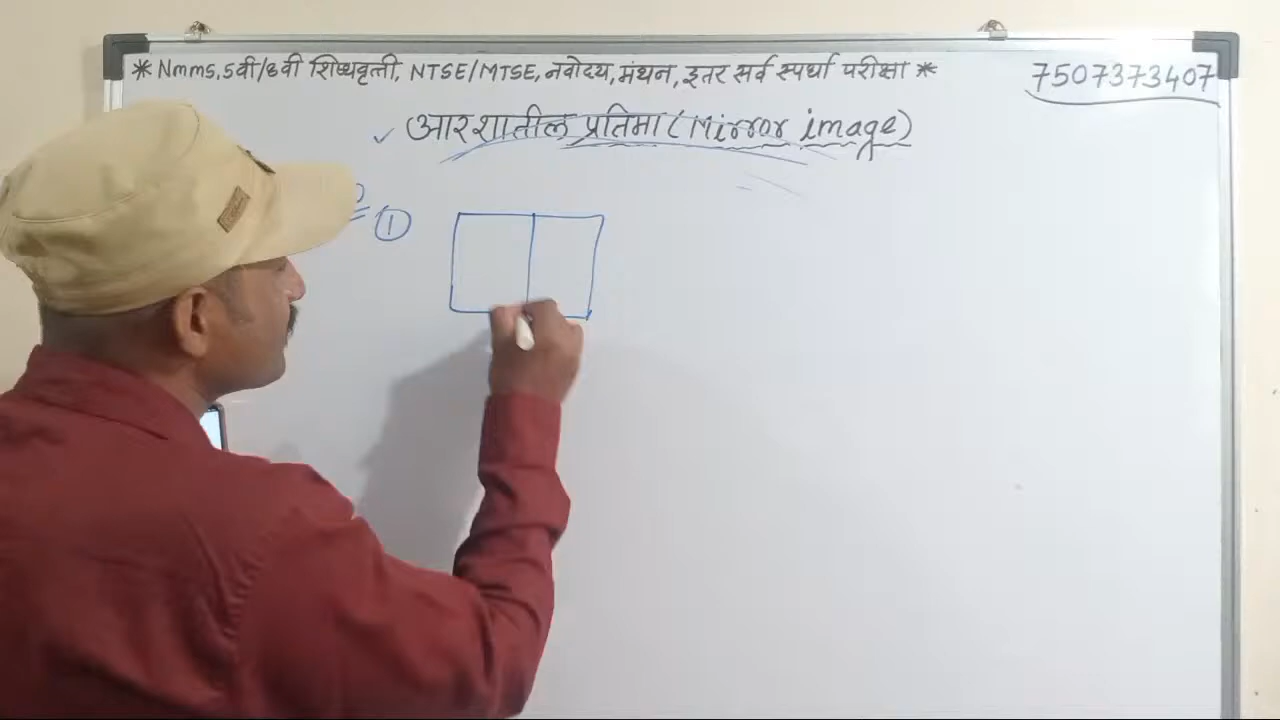 * Nmms, 5वी/8वी शिष्यवृत्ती, NTSE/MTSE, नवोदय, मंथन, इतर सर्व स्पर्धा परीक्षा *
7507373407
✓ आरशातील प्रतिमा (Mirror image)
①